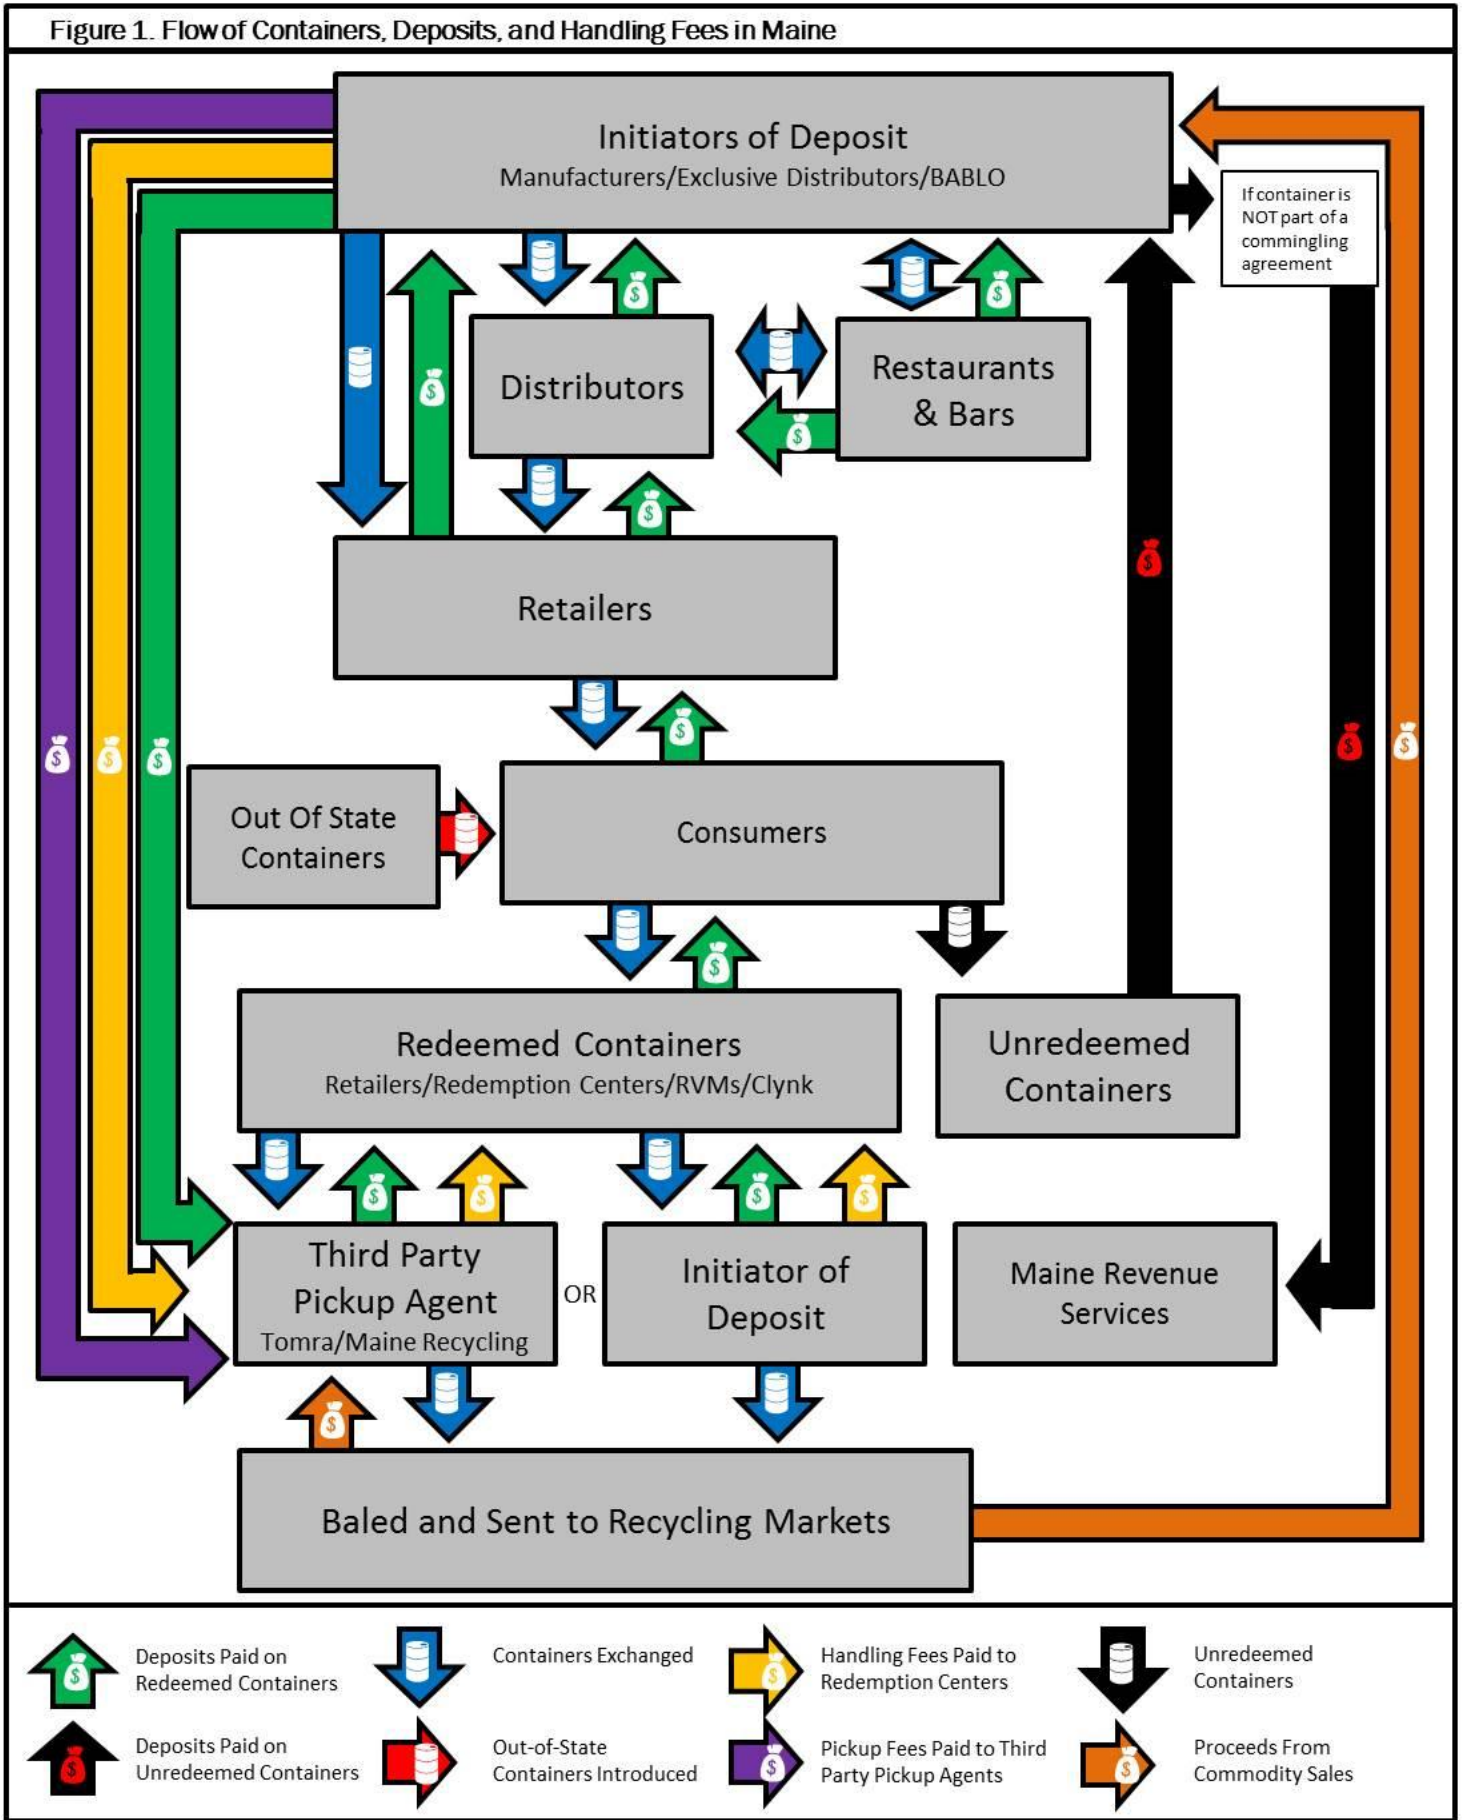 Figure 1. Flow of Containers, Deposits, and Handling Fees in Maine
Initiators of Deposit
Manufacturers/Exclusive Distributors/BABLO
If container is
NOT part of a
commingling
agreement
Distributors
Restaurants
& Bars
Retailers
Out Of State
Containers
Consumers
Redeemed Containers
Retailers/Redemption Centers/RVMs/Clynk
Unredeemed
Containers
Third Party
Pickup Agent
Tomra/Maine Recycling
OR
Initiator of
Deposit
Maine Revenue
Services
Baled and Sent to Recycling Markets
Deposits Paid on
Redeemed Containers
Containers Exchanged
Handling Fees Paid to
Redemption Centers
Unredeemed
Containers
Deposits Paid on
Unredeemed Containers
Out-of-State
Containers Introduced
Pickup Fees Paid to Third
Party Pickup Agents
Proceeds From
Commodity Sales